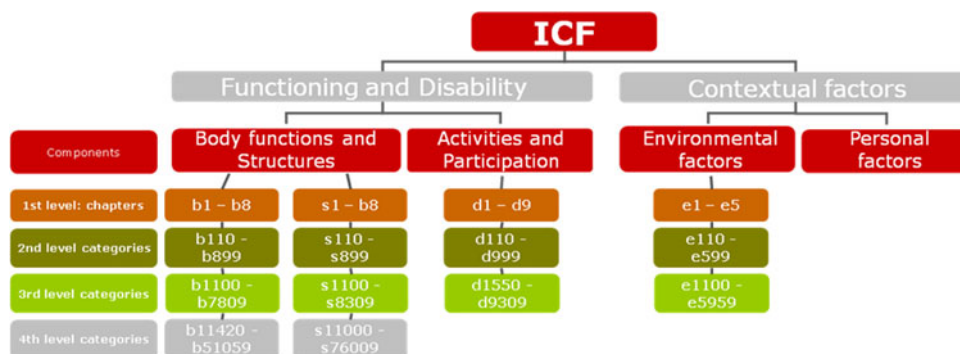 ICF
Functioning and Disability
Contextual factors
Components
Body functions and
Structures
Activities and
Participation
Environmental
factors
Personal
factors
1st level: chapters
b1 – b8
s1 – b8
d1 – d9
e1 – e5
2nd level categories
b110 -
b899
s110 -
s899
d110 -
d999
e110 -
e599
3rd level categories
b1100 -
b7809
s1100 -
s8309
d1550 -
d9309
e1100 -
e5959
4th level categories
b11420 -
b51059
s11000 -
s76009